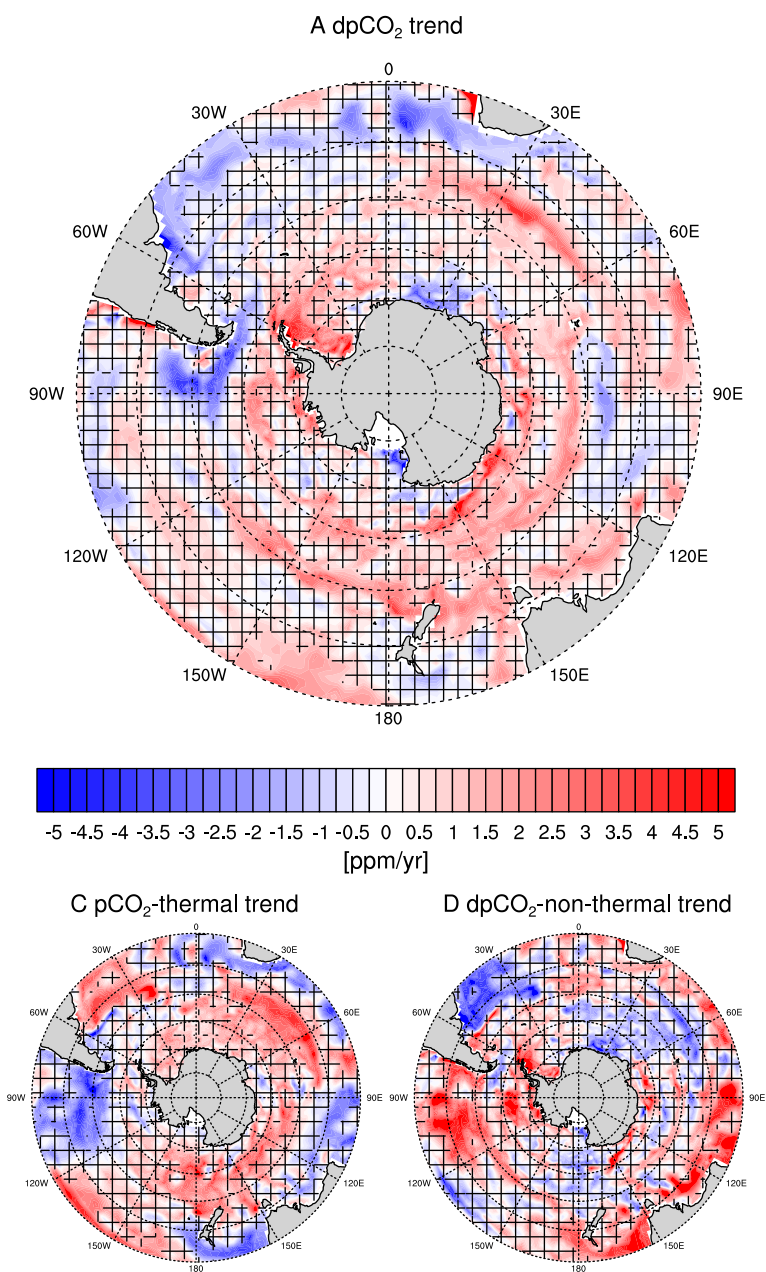 A dpCO₂ trend
0
30W 30E
60W 60E
90W 90E
120W 120E
150W 150E
180
-5 -4.5 -4 -3.5 -3 -2.5 -2 -1.5 -1 -0.5 0 0.5 1 1.5 2 2.5 3 3.5 4 4.5 5
[ppm/yr]
C pCO₂-thermal trend
0
30W 30E
60W 60E
90W 90E
120W 120E
150W 150E
180
D dpCO₂-non-thermal trend
0
30W 30E
60W 60E
90W 90E
120W 120E
150W 150E
180